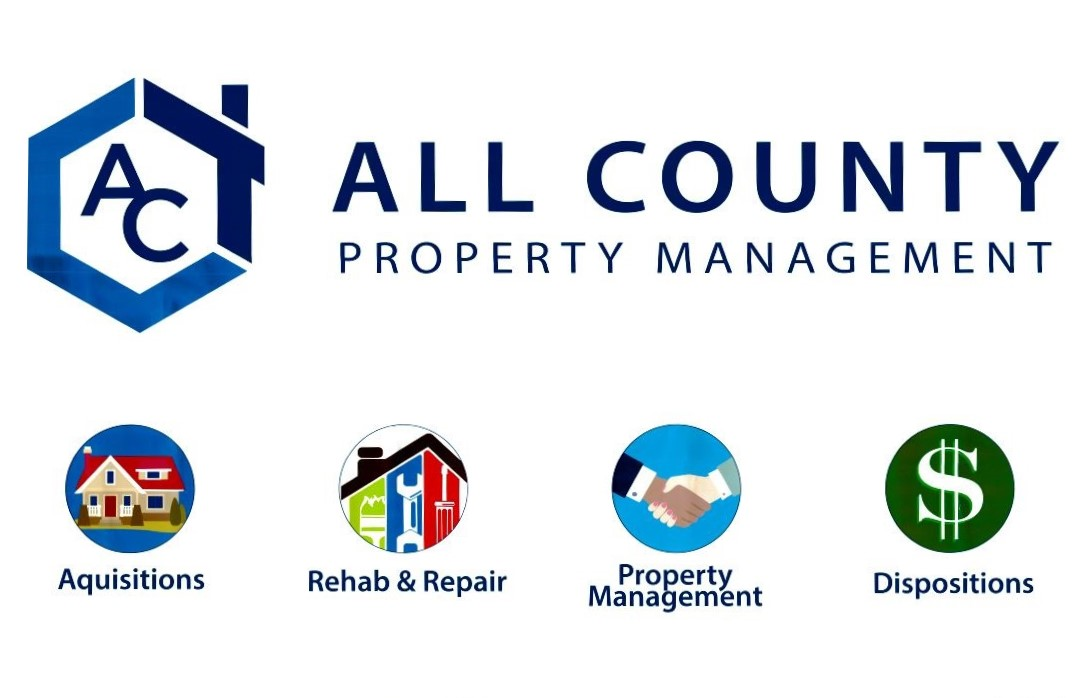 AC
ALL COUNTY
PROPERTY MANAGEMENT
Aquisitions
Rehab & Repair
Property
Management
$
Dispositions